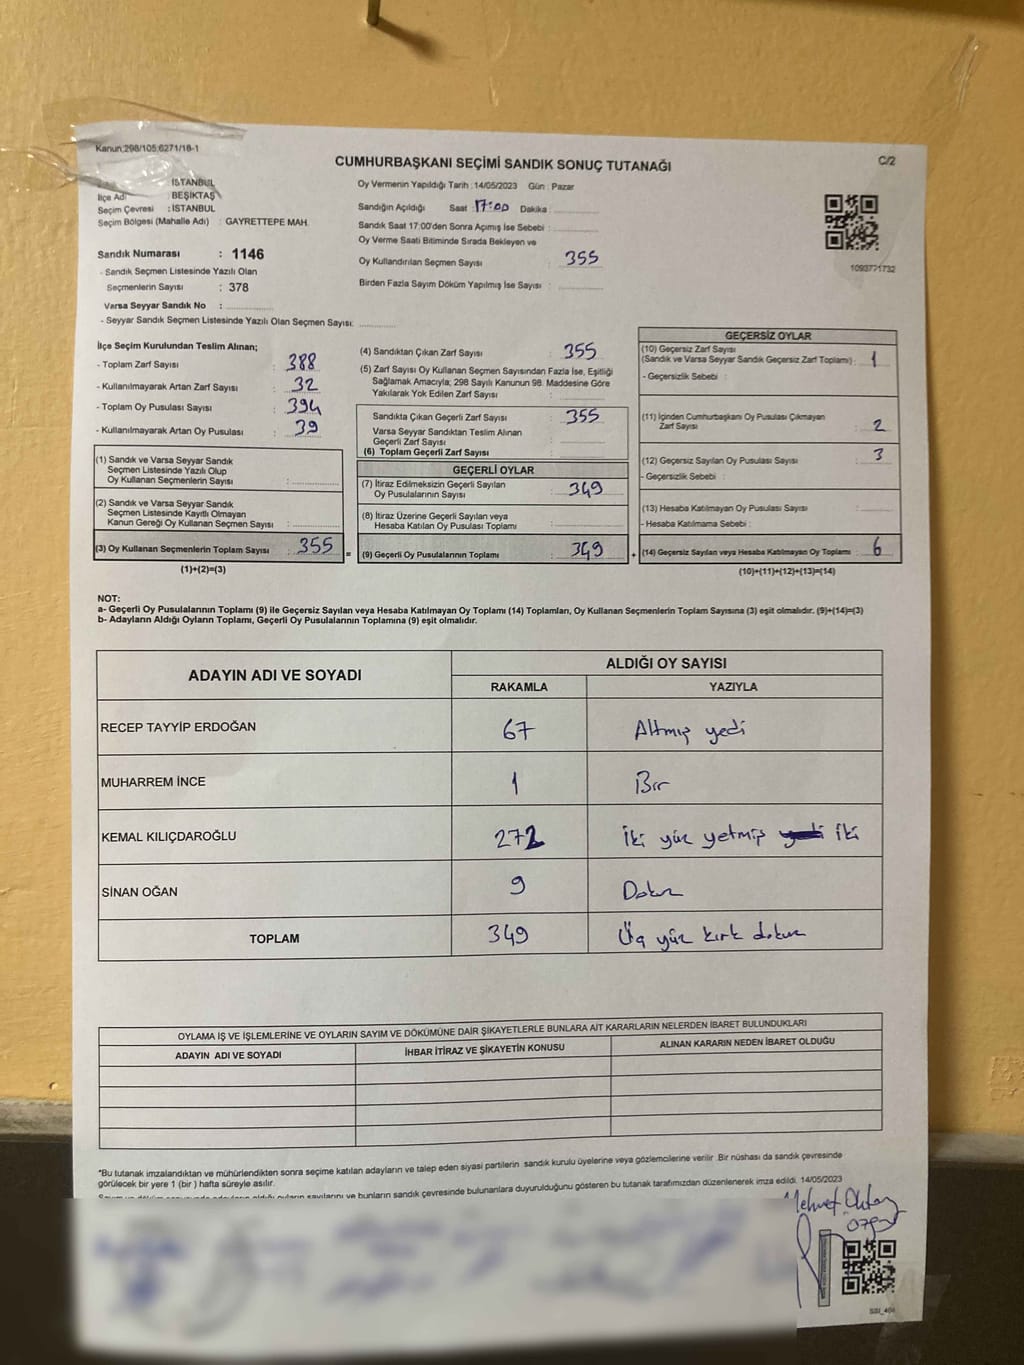 Kanun:298/105;6271/18-1
C/2
CUMHURBAŞKANI SEÇİMİ SANDIK SONUÇ TUTANAĞI
: İSTANBUL
İlçe Adı : BEŞİKTAŞ
Seçim Çevresi : İSTANBUL
Seçim Bölgesi (Mahalle Adı) : GAYRETTEPE MAH.
Sandık Numarası : 1146
- Sandık Seçmen Listesinde Yazılı Olan
Seçmenlerin Sayısı : 378
Varsa Seyyar Sandık No :
- Seyyar Sandık Seçmen Listesinde Yazılı Olan Seçmen Sayısı:
Oy Vermenin Yapıldığı Tarih :14/05/2023 Gün : Pazar
Sandığın Açıldığı Saat :17:00 Dakika
Sandık Saat 17:00'den Sonra Açımış İse Sebebi :
Oy Verme Saati Bitiminde Sırada Bekleyen ve
Oy Kullandırılan Seçmen Sayısı : 355
Birden Fazla Sayım Döküm Yapılmış İse Sayısı :
1093771732
İlçe Seçim Kurulundan Teslim Alınan;
- Toplam Zarf Sayısı : 388
- Kullanılmayarak Artan Zarf Sayısı : 32
- Toplam Oy Pusulası Sayısı : 394
- Kullanılmayarak Artan Oy Pusulası : 39
(1) Sandık ve Varsa Seyyar Sandık
Seçmen Listesinde Yazılı Olup
Oy Kullanan Seçmenlerin Sayısı :
(2) Sandık ve Varsa Seyyar Sandık
Seçmen Listesinde Kayıtlı Olmayan
Kanun Gereği Oy Kullanan Seçmen Sayısı :
(3) Oy Kullanan Seçmenlerin Toplam Sayısı : 355
(1)+(2)=(3)
(4) Sandıktan Çıkan Zarf Sayısı : 355
(5) Zarf Sayısı Oy Kullanan Seçmen Sayısından Fazla İse, Eşitliği
Sağlamak Amacıyla; 298 Sayılı Kanunun 98. Maddesine Göre
Yakılarak Yok Edilen Zarf Sayısı :
Sandıkta Çıkan Geçerli Zarf Sayısı : 355
Varsa Seyyar Sandıktan Teslim Alınan
Geçerli Zarf Sayısı :
(6) Toplam Geçerli Zarf Sayısı :
GEÇERLİ OYLAR
(7) İtiraz Edilmeksizin Geçerli Sayılan
Oy Pusulalarının Sayısı : 349
(8) İtiraz Üzerine Geçerli Sayılan veya
Hesaba Katılan Oy Pusulası Toplamı :
= (9) Geçerli Oy Pusulalarının Toplamı : 349 +
GEÇERSİZ OYLAR
(10) Geçersiz Zarf Sayısı
(Sandık ve Varsa Seyyar Sandık Geçersiz Zarf Toplamı) : 1
- Geçersizlik Sebebi :
(11) İçinden Cumhurbaşkanı Oy Pusulası Çıkmayan
Zarf Sayısı : 2
(12) Geçersiz Sayılan Oy Pusulası Sayısı : 3
- Geçersizlik Sebebi :
(13) Hesaba Katılmayan Oy Pusulası Sayısı :
- Hesaba Katılmama Sebebi :
(14) Geçersiz Sayılan veya Hesaba Katılmayan Oy Toplamı : 6
(10)+(11)+(12)+(13)=(14)
NOT:
a- Geçerli Oy Pusulalarının Toplamı (9) ile Geçersiz Sayılan veya Hesaba Katılmayan Oy Toplamı (14) Toplamları, Oy Kullanan Seçmenlerin Toplam Sayısına (3) eşit olmalıdır. (9)+(14)=(3)
b- Adayların Aldığı Oyların Toplamı, Geçerli Oy Pusulalarının Toplamına (9) eşit olmalıdır.
ADAYIN ADI VE SOYADI ALDIĞI OY SAYISI
RAKAMLA YAZIYLA
RECEP TAYYİP ERDOĞAN 67 Altmış yedi
MUHARREM İNCE 1 Bir
KEMAL KILIÇDAROĞLU 272 İki yüz yetmiş iki
SİNAN OĞAN 9 Dokuz
TOPLAM 349 Üç yüz kırk dokuz
OYLAMA İŞ VE İŞLEMLERİNE VE OYLARIN SAYIM VE DÖKÜMÜNE DAİR ŞİKAYETLERLE BUNLARA AİT KARARLARIN NELERDEN İBARET BULUNDUKLARI
ADAYIN ADI VE SOYADI İHBAR İTİRAZ VE ŞİKAYETİN KONUSU ALINAN KARARIN NEDEN İBARET OLDUĞU
*Bu tutanak imzalandıktan ve mühürlendikten sonra seçime katılan adayların ve talep eden siyasi partilerin sandık kurulu üyelerine veya gözlemcilerine verilir .Bir nüshası da sandık çevresinde
görülecek bir yere 1 (bir ) hafta süreyle asılır.
sayılarını ve bunların sandık çevresinde bulunanlara duyurulduğunu gösteren bu tutanak tarafımızdan düzenlenerek imza edildi. 14/05/2023
Mehmet